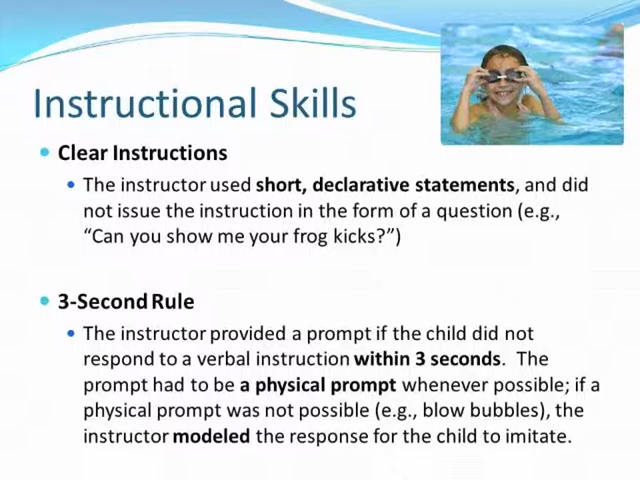 Instructional Skills
Clear Instructions
The instructor used short, declarative statements, and did
not issue the instruction in the form of a question (e.g.,
“Can you show me your frog kicks?”)
3-Second Rule
The instructor provided a prompt if the child did not
respond to a verbal instruction within 3 seconds. The
prompt had to be a physical prompt whenever possible; if a
physical prompt was not possible (e.g., blow bubbles), the
instructor modeled the response for the child to imitate.